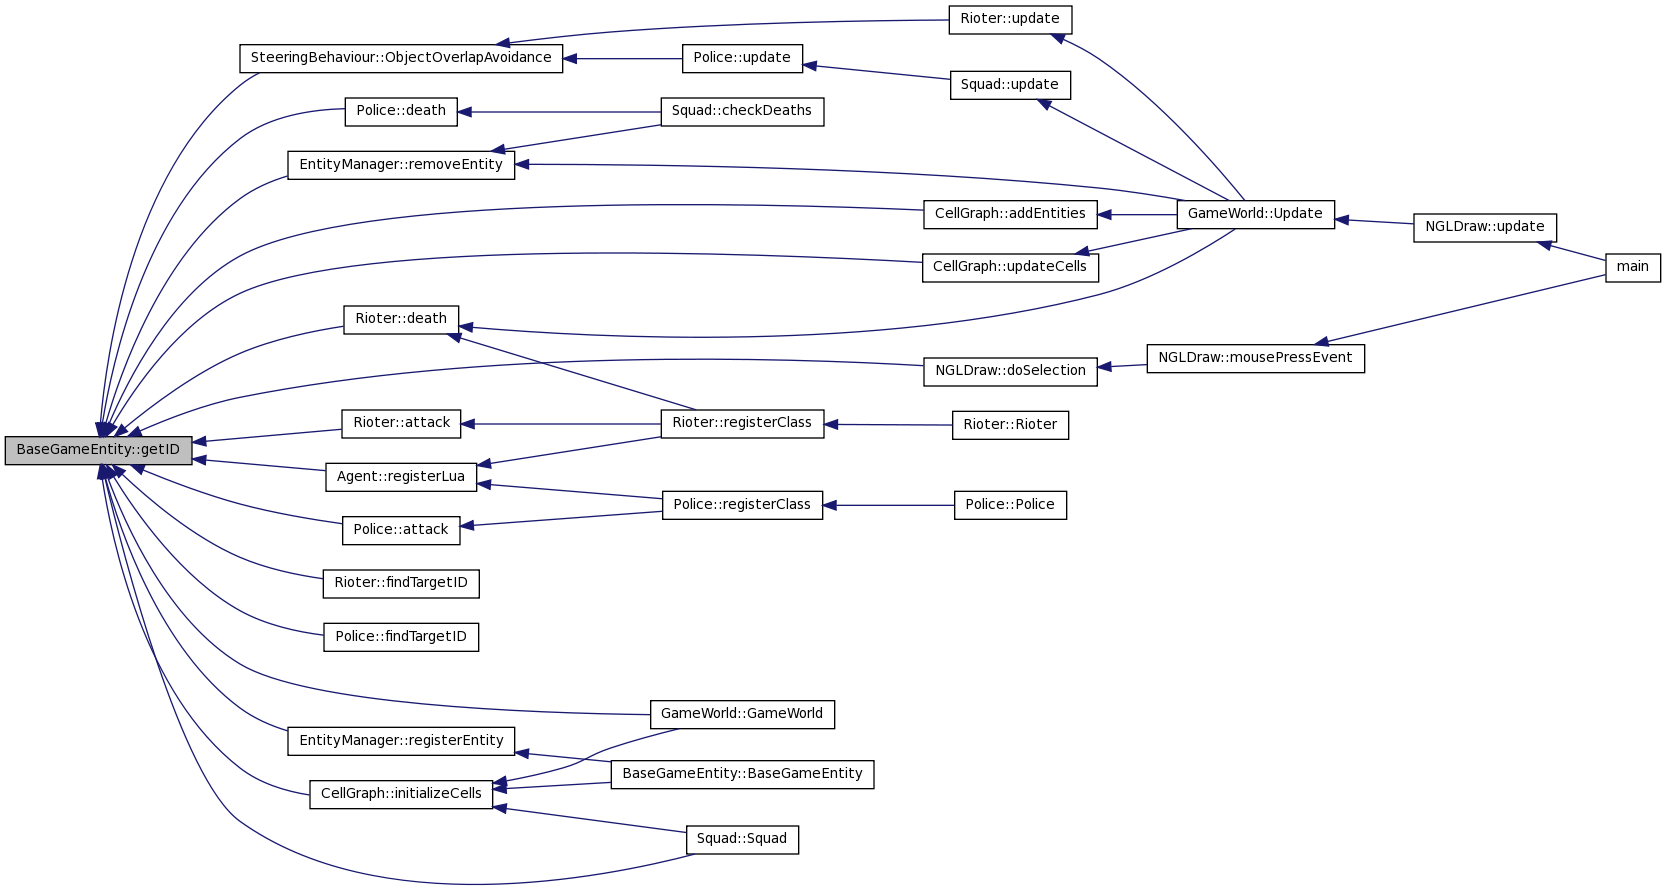 Rioter::update
SteeringBehaviour::ObjectOverlapAvoidance
Police::update
Squad::update
Police::death
Squad::checkDeaths
EntityManager::removeEntity
CellGraph::addEntities
GameWorld::Update
NGLDraw::update
CellGraph::updateCells
main
Rioter::death
NGLDraw::mousePressEvent
NGLDraw::doSelection
Rioter::attack
Rioter::registerClass
Rioter::Rioter
BaseGameEntity::getID
Agent::registerLua
Police::registerClass
Police::Police
Police::attack
Rioter::findTargetID
Police::findTargetID
GameWorld::GameWorld
EntityManager::registerEntity
BaseGameEntity::BaseGameEntity
CellGraph::initializeCells
Squad::Squad